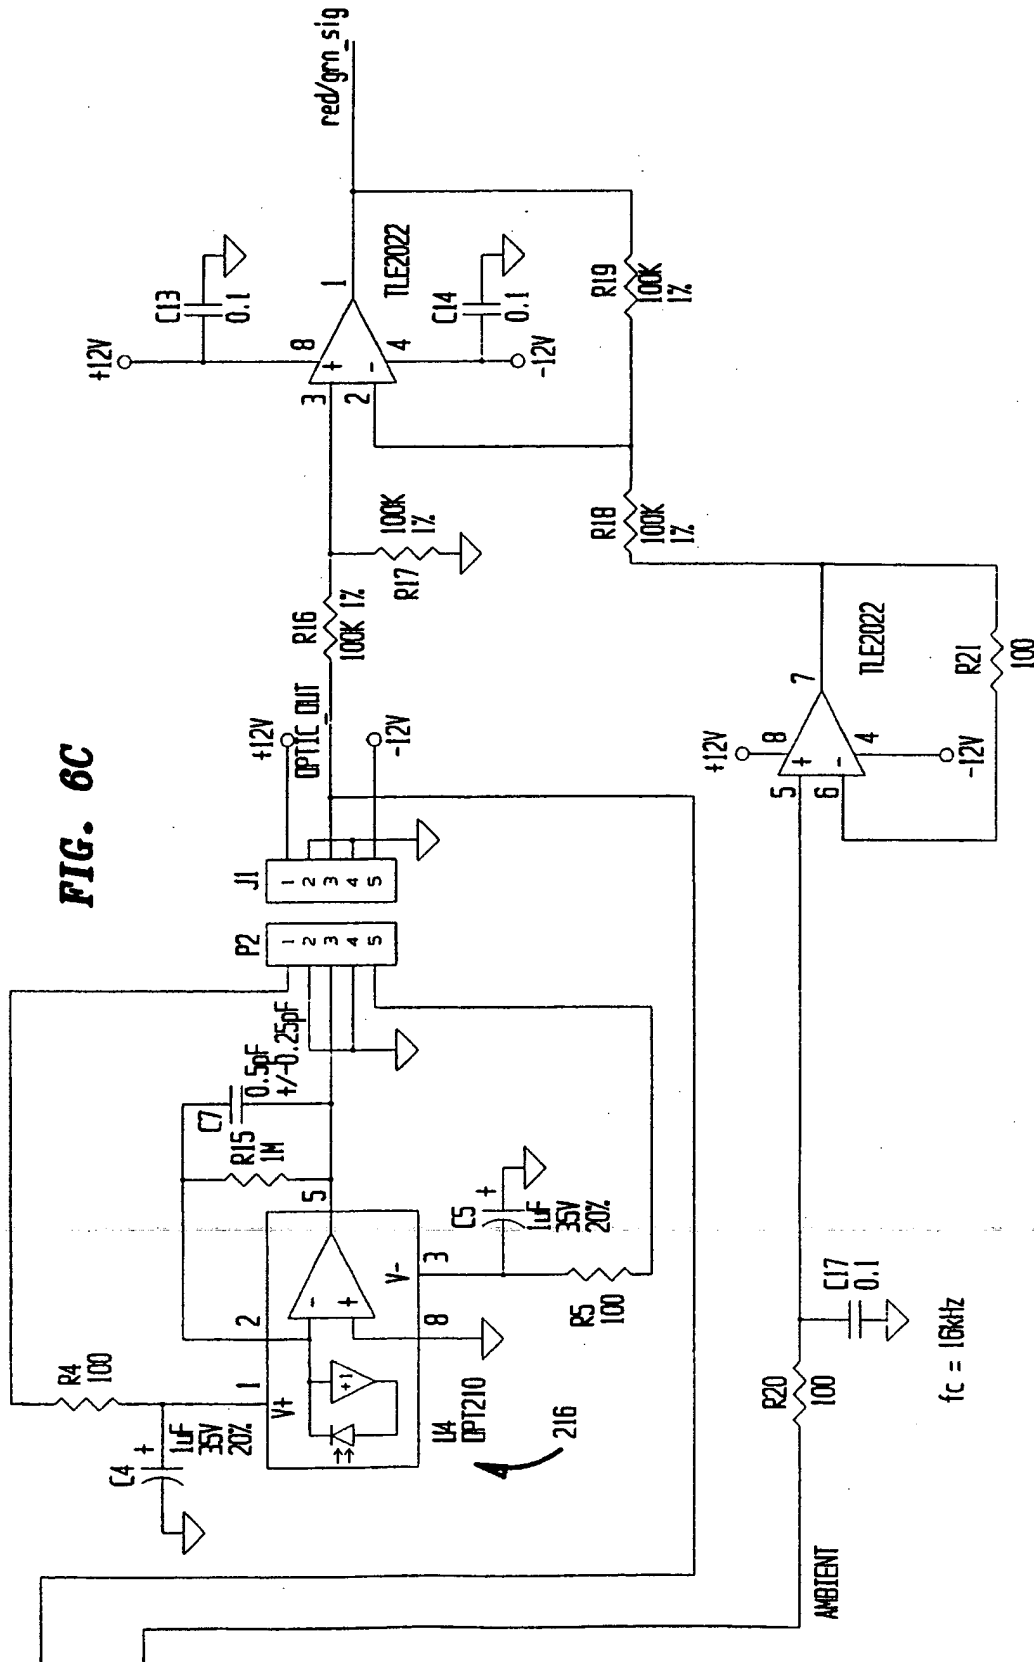 FIG. 6C
R4
100
C4
+
1uF
35V
20%
1
V+
2
-
+
+1
5
V-
3
8
U4
OPT210
216
R15
1M
C7
0.5pF
+/-0.25pF
C5
+
1uF
35V
20%
R5
100
P2
1
2
3
4
5
J1
1
2
3
4
5
+12V
OPTIC_OUT
-12V
R16
100K 1%
R17
100K
1%
+12V
C13
0.1
3
2
8
+
-
4
1
TLE2022
C14
0.1
-12V
red/grn_sig
R18
100K
1%
R19
100K
1%
AMBIENT
R20
100
C17
0.1
fc = 16kHz
+12V
5
6
8
+
-
4
7
-12V
TLE2022
R21
100